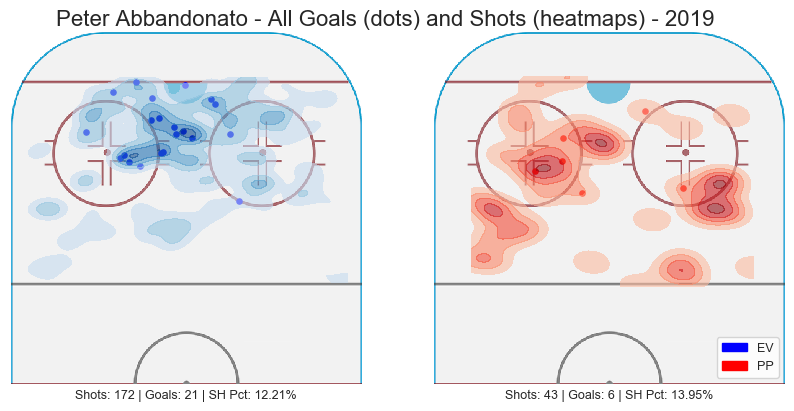 Peter Abbandonato - All Goals (dots) and Shots (heatmaps) - 2019
EV
PP
Shots: 172 | Goals: 21 | SH Pct: 12.21%
Shots: 43 | Goals: 6 | SH Pct: 13.95%